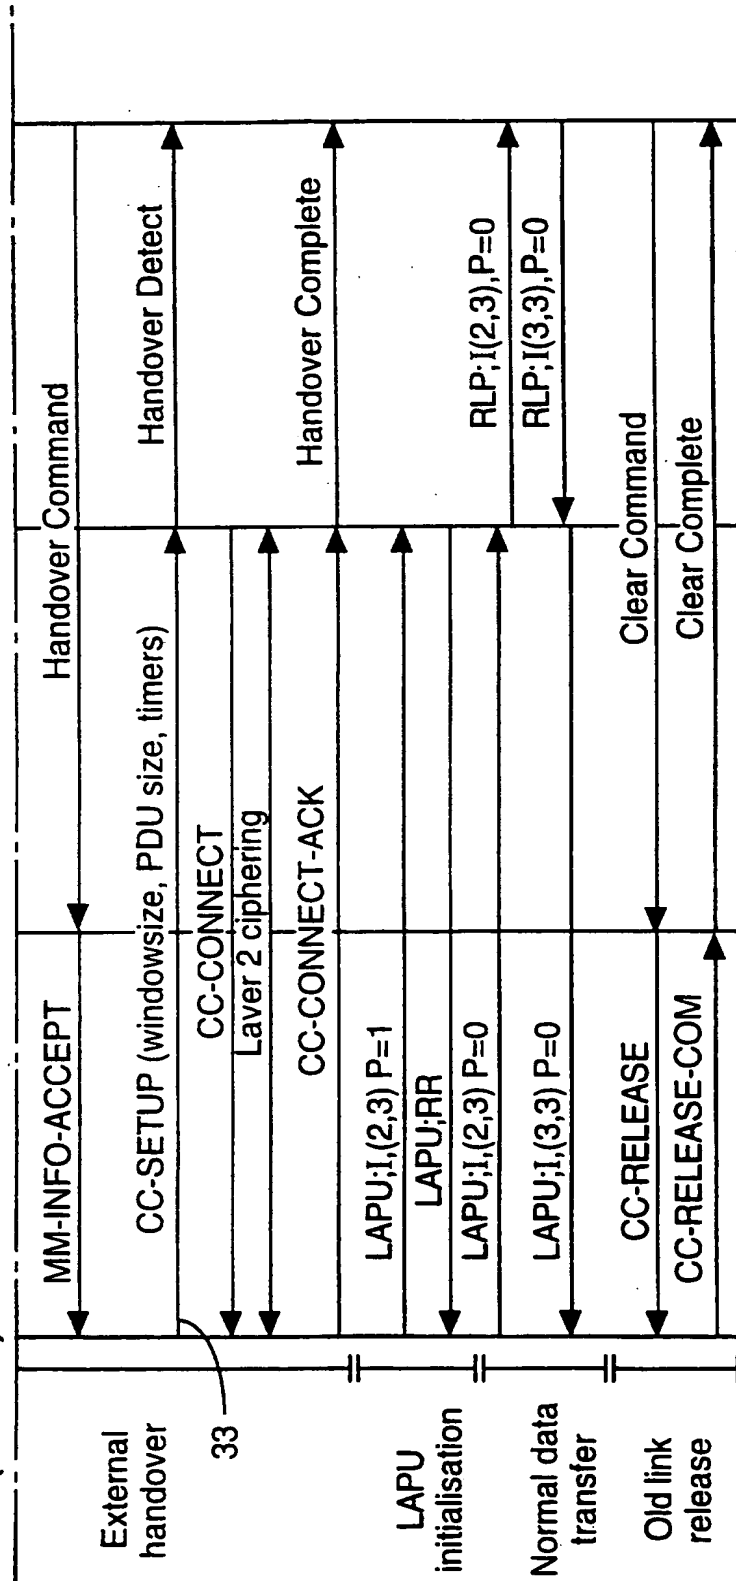 External
handover
33
LAPU
initialisation
Normal data
transfer
Old link
release
MM-INFO-ACCEPT
Handover Command
CC-SETUP (windowsize, PDU size, timers)
Handover Detect
CC-CONNECT
Laver 2 ciphering
CC-CONNECT-ACK
Handover Complete
LAPU;I,(2,3) P=1
LAPU;RR
LAPU;I,(2,3) P=0
RLP;I(2,3),P=0
RLP;I(3,3),P=0
LAPU;I,(3,3) P=0
CC-RELEASE
Clear Command
CC-RELEASE-COM
Clear Complete